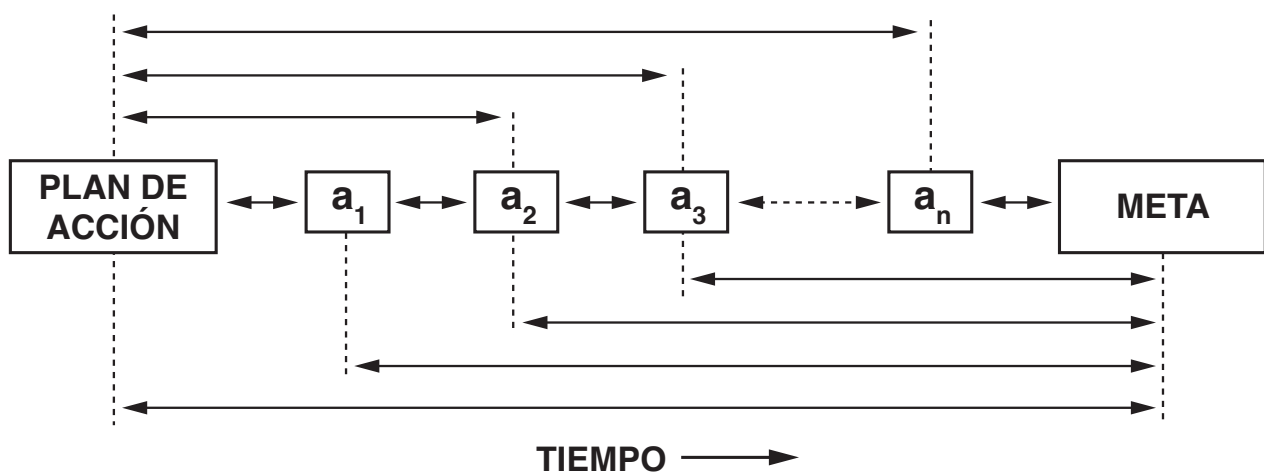 PLAN DE
ACCIÓN
a1
a2
a3
an
META
TIEMPO